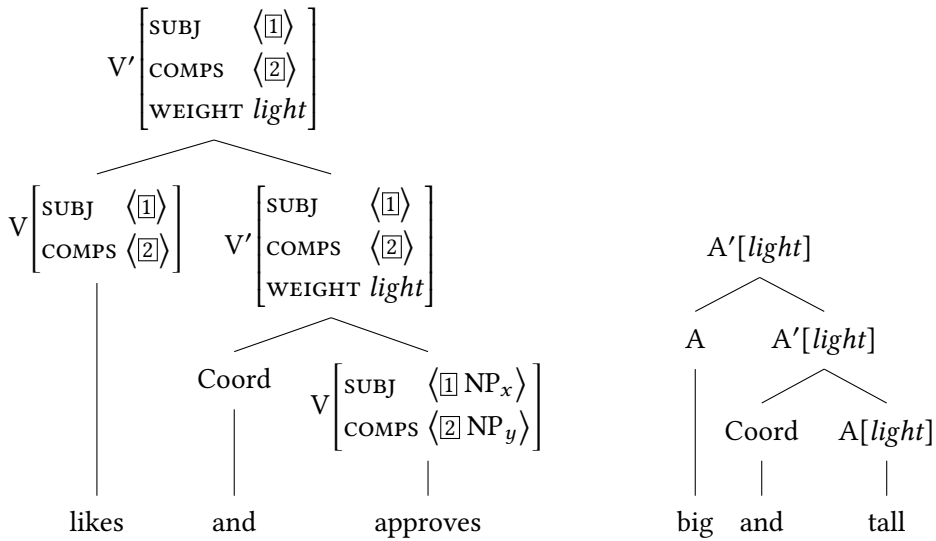 V′ [SUBJ ⟨[1]⟩
COMPS ⟨[2]⟩
WEIGHT light]
V [SUBJ ⟨[1]⟩
COMPS ⟨[2]⟩]
V′ [SUBJ ⟨[1]⟩
COMPS ⟨[2]⟩
WEIGHT light]
A′[light]
A A′[light]
Coord
V [SUBJ ⟨[1] NPx⟩
COMPS ⟨[2] NPy⟩]
Coord A[light]
likes and approves big and tall